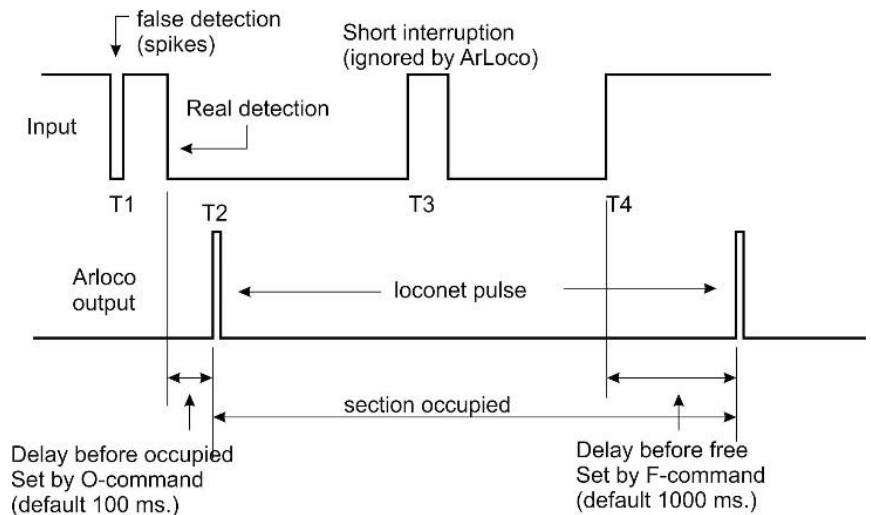 false detection
(spikes)
Short interruption
(ignored by ArLoco)
Real detection
Input
T1
T2
T3
T4
Arloco
output
loconet pulse
section occupied
Delay before occupied
Set by O-command
(default 100 ms.)
Delay before free
Set by F-command
(default 1000 ms.)